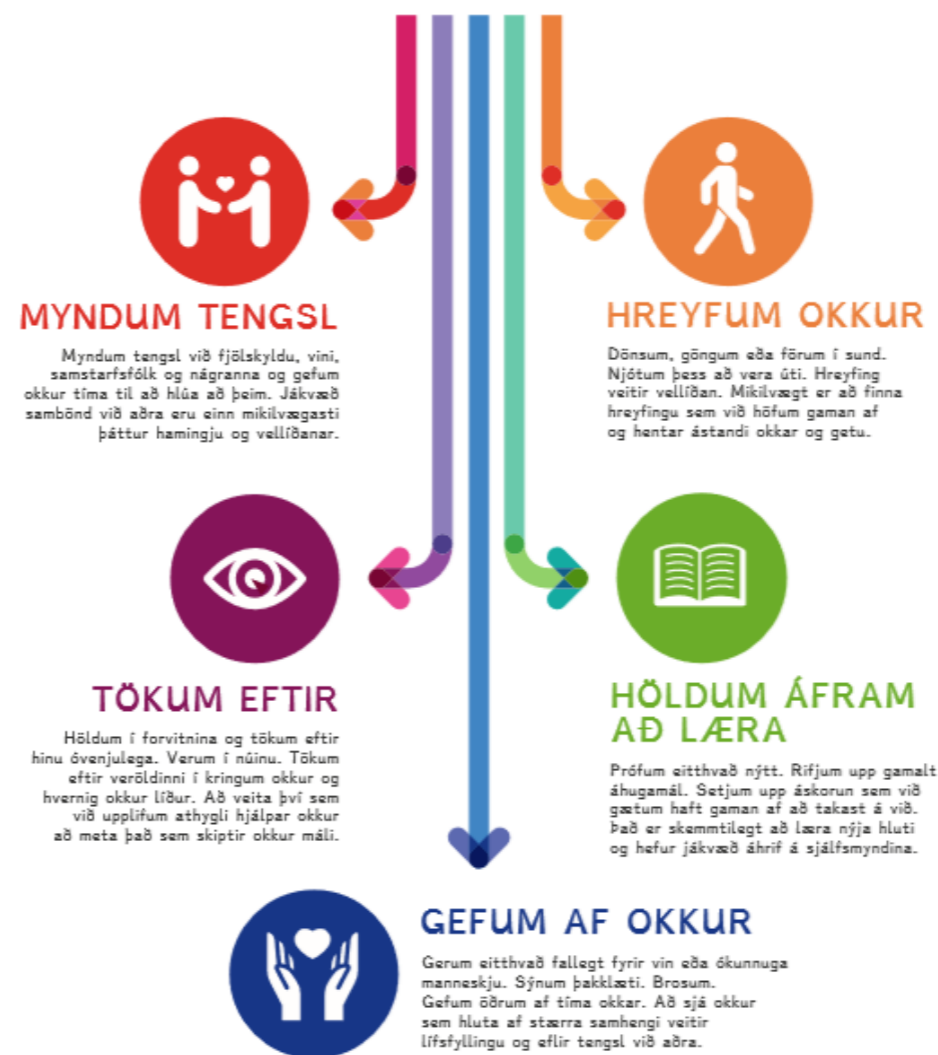 MYNDUM TENGSL
Myndum tengsl við fjölskyldu, vini,
samstarfsfólk og nágranna og gefum
okkur tíma til að hlúa að þeim. Jákvæð
sambönd við aðra eru einn mikilvægasti
þáttur hamingju og vellíðanar.
HREYFUM OKKUR
Dönsum, göngum eða förum í sund.
Njótum þess að vera úti. Hreyfing
veitir vellíðan. Mikilvægt er að finna
hreyfingu sem við höfum gaman af
og hentar ástandi okkar og getu.
TÖKUM EFTIR
Höldum í forvitnina og tökum eftir
hinu óvenjulega. Verum í núinu. Tökum
eftir veröldinni í kringum okkur og
hvernig okkur líður. Að veita því sem
við upplifum athygli hjálpar okkur
að meta það sem skiptir okkur máli.
HÖLDUM ÁFRAM
AÐ LÆRA
Prófum eitthvað nýtt. Rifjum upp gamalt
áhugamál. Setjum upp áskorun sem við
gætum haft gaman af að takast á við.
Það er skemmtilegt að læra nýja hluti
og hefur jákvæð áhrif á sjálfsmyndina.
GEFUM AF OKKUR
Gerum eitthvað fallegt fyrir vin eða ókunnuga
manneskju. Sýnum þakklæti. Brosum.
Gefum öðrum af tíma okkar. Að sjá okkur
sem hluta af stærra samhengi veitir
lífsfyllingu og eflir tengsl við aðra.